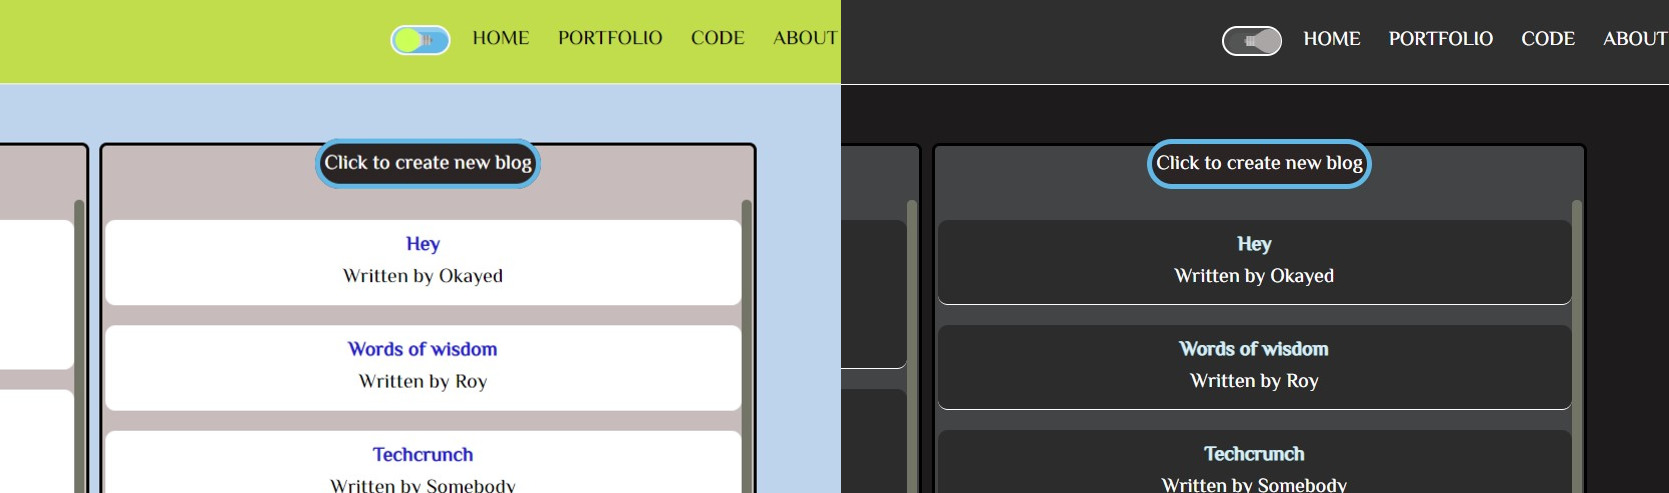 HOME PORTFOLIO CODE ABOUT
Click to create new blog
Hey
Written by Okayed
Words of wisdom
Written by Roy
Techcrunch
Written by Somebody
HOME PORTFOLIO CODE ABOUT
Click to create new blog
Hey
Written by Okayed
Words of wisdom
Written by Roy
Techcrunch
Written by Somebody